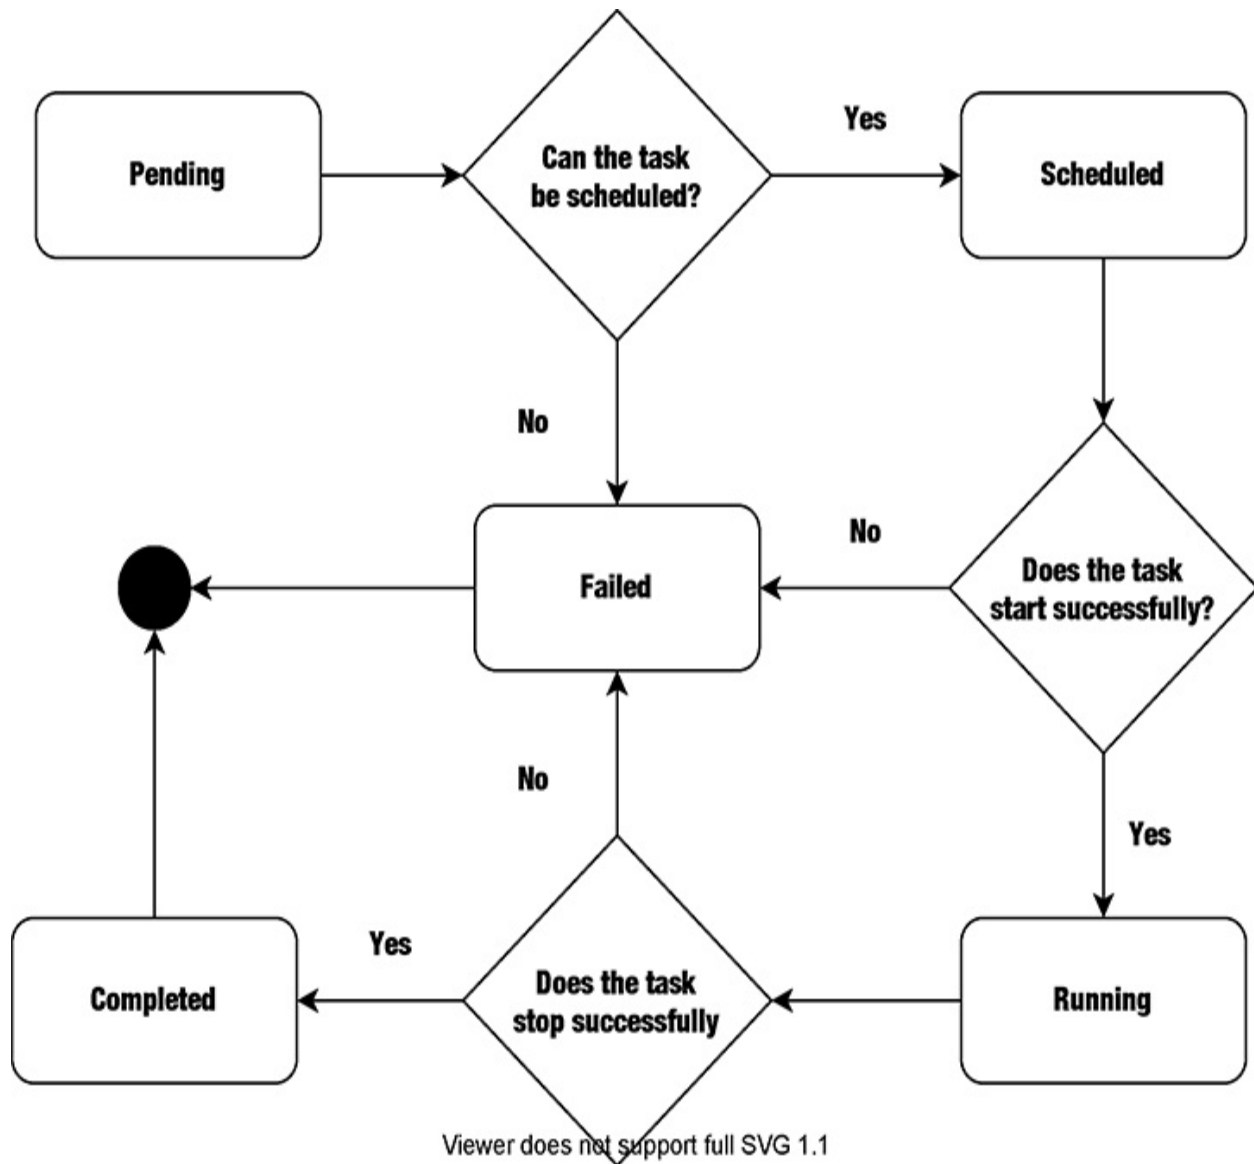 Yes
Pending
Can the task
be scheduled?
Scheduled
No
No
Failed
Does the task
start successfully?
No
Yes
Yes
Completed
Does the task
stop successfully
Running
Viewer does not support full SVG 1.1